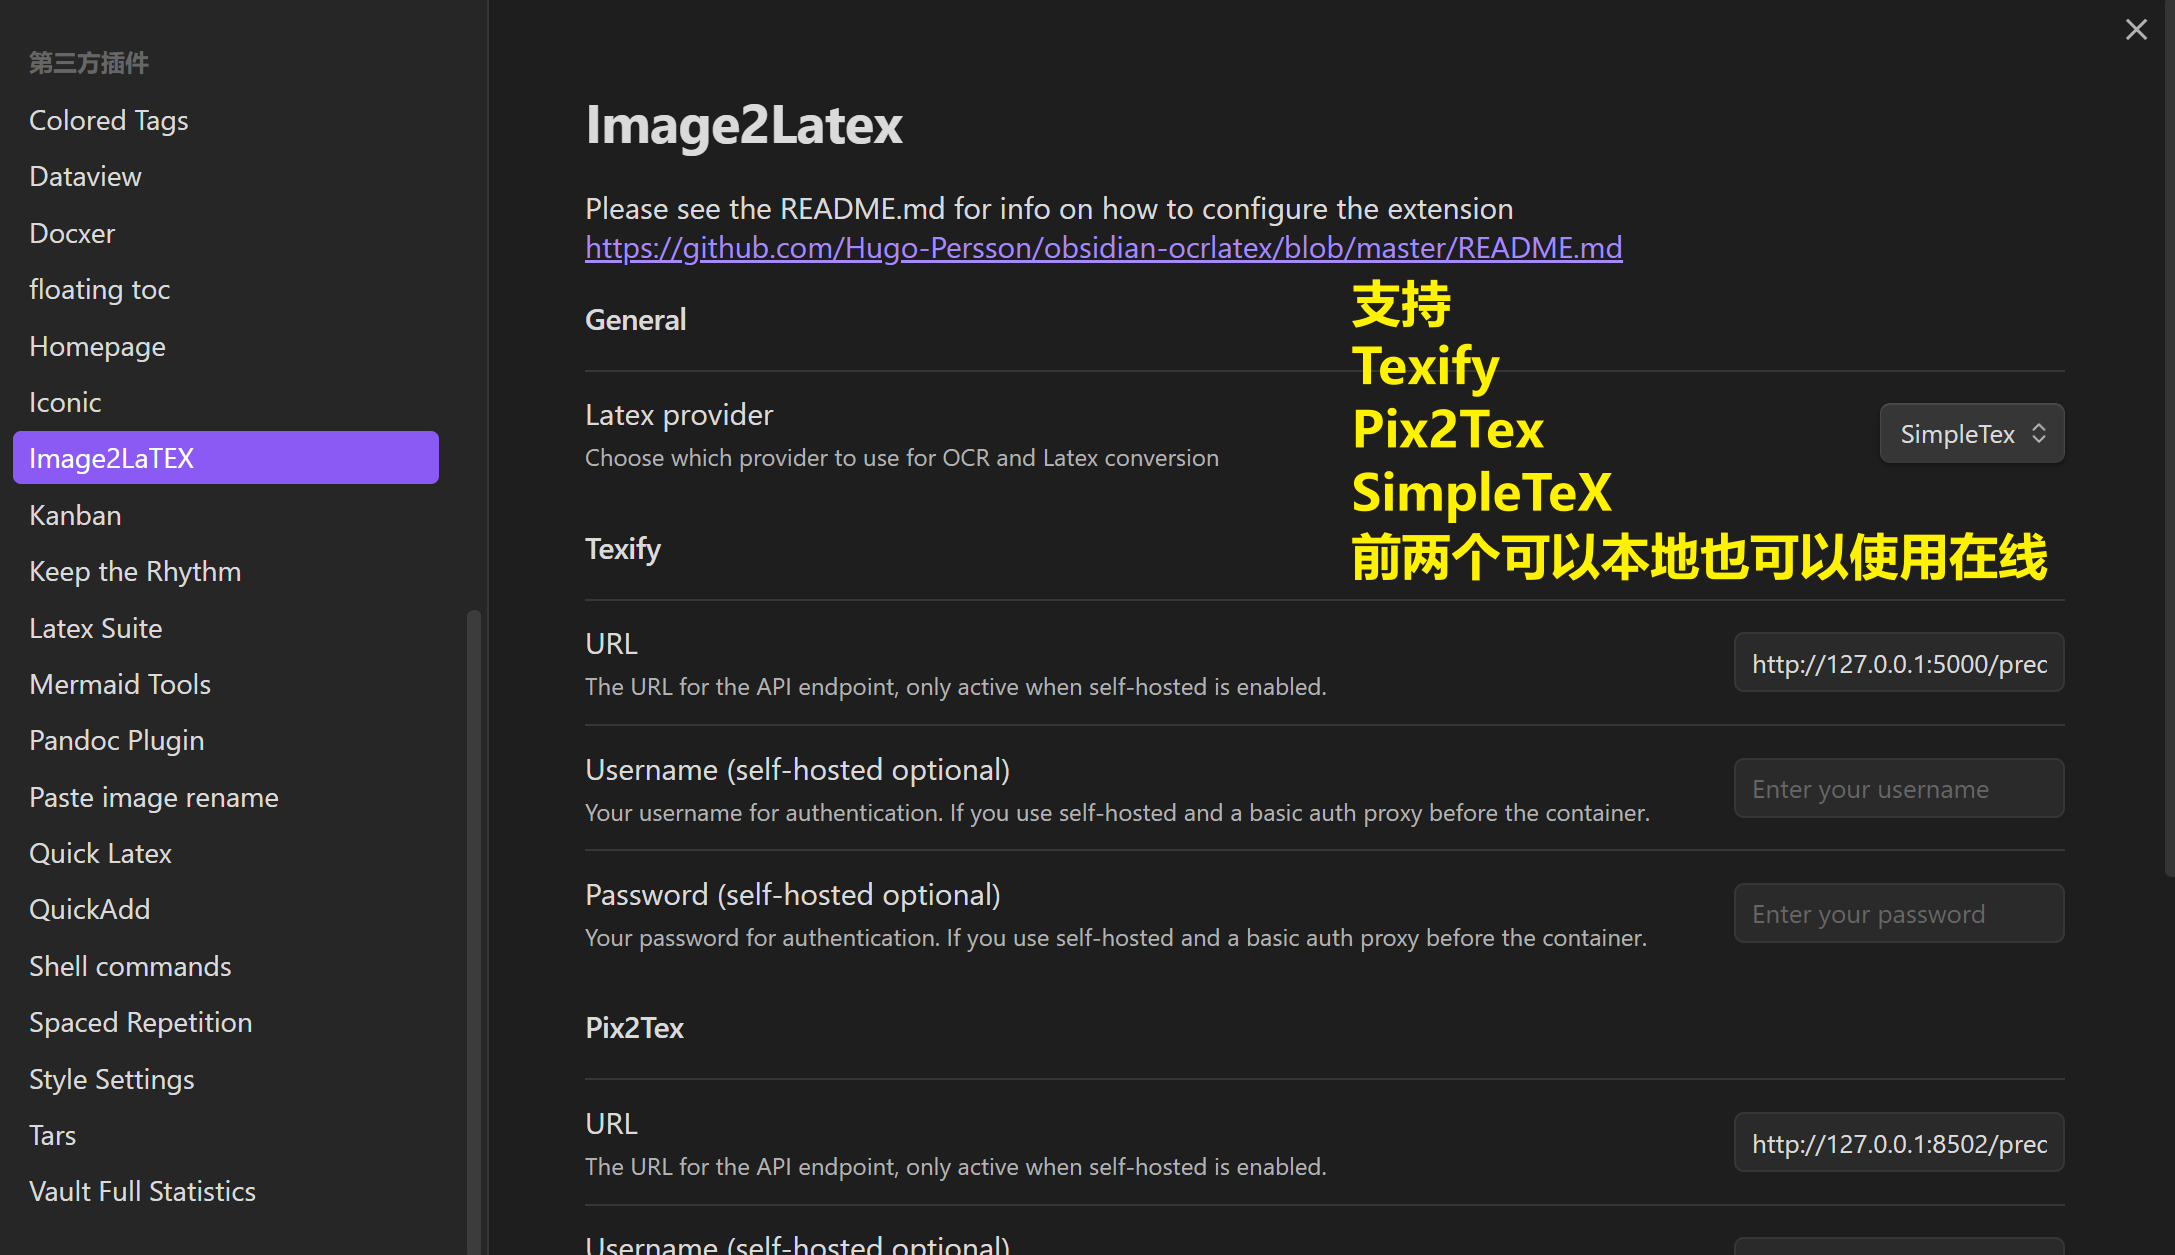 第三方插件
Colored Tags
Dataview
Docxer
floating toc
Homepage
Iconic
Image2LaTEX
Kanban
Keep the Rhythm
Latex Suite
Mermaid Tools
Pandoc Plugin
Paste image rename
Quick Latex
QuickAdd
Shell commands
Spaced Repetition
Style Settings
Tars
Vault Full Statistics
Image2Latex
Please see the README.md for info on how to configure the extension
https://github.com/Hugo-Persson/obsidian-ocrlatex/blob/master/README.md
支持
Texify
Pix2Tex
SimpleTeX
前两个可以本地也可以使用在线
General
Latex provider
Choose which provider to use for OCR and Latex conversion
SimpleTex
Texify
URL
The URL for the API endpoint, only active when self-hosted is enabled.
http://127.0.0.1:5000/prec
Username (self-hosted optional)
Your username for authentication. If you use self-hosted and a basic auth proxy before the container.
Enter your username
Password (self-hosted optional)
Your password for authentication. If you use self-hosted and a basic auth proxy before the container.
Enter your password
Pix2Tex
URL
The URL for the API endpoint, only active when self-hosted is enabled.
http://127.0.0.1:8502/prec
Username (self-hosted optional)